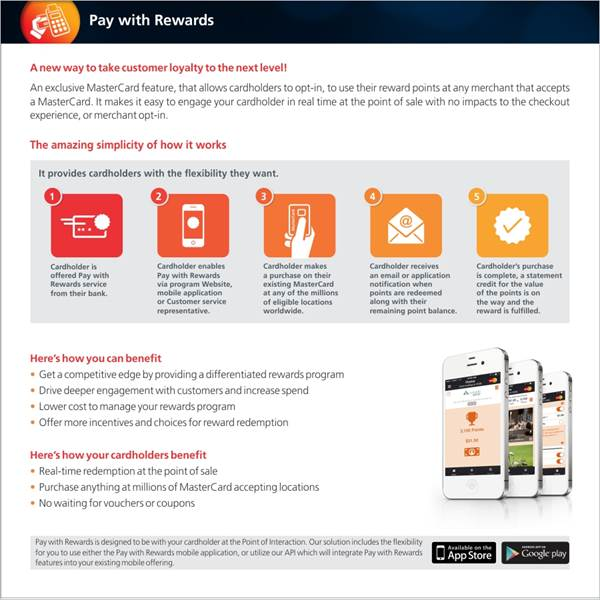 Pay with Rewards
A new way to take customer loyalty to the next level!
An exclusive MasterCard feature, that allows cardholders to opt-in, to use their reward points at any merchant that accepts
a MasterCard. It makes it easy to engage your cardholder in real time at the point of sale with no impacts to the checkout
experience, or merchant opt-in.
The amazing simplicity of how it works
It provides cardholders with the flexibility they want.
1
Cardholder is
offered Pay with
Rewards service
from their bank.
2
Cardholder enables
Pay with Rewards
via program Website,
mobile application
or Customer service
representative.
3
Cardholder makes
a purchase on their
existing MasterCard
at any of the millions
of eligible locations
worldwide.
4
@
Cardholder receives
an email or application
notification when
points are redeemed
along with their
remaining point balance.
5
Cardholder's purchase
is complete, a statement
credit for the value
of the points is on
the way and the
reward is fulfilled.
Here's how you can benefit
• Get a competitive edge by providing a differentiated rewards program
• Drive deeper engagement with customers and increase spend
• Lower cost to manage your rewards program
• Offer more incentives and choices for reward redemption
Here's how your cardholders benefit
• Real-time redemption at the point of sale
• Purchase anything at millions of MasterCard accepting locations
• No waiting for vouchers or coupons
Pay with Rewards is designed to be with your cardholder at the Point of Interaction. Our solution includes the flexibility
for you to use either the Pay with Rewards mobile application, or utilize our API which will integrate Pay with Rewards
features into your existing mobile offering.
Available on the
App Store
ANDROID APP ON
Google play